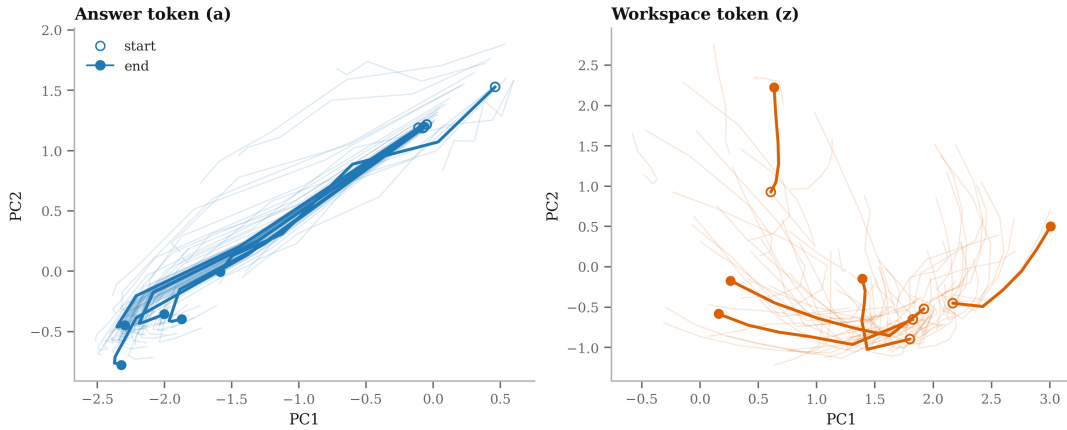 Answer token (a)
start
end
2.0
1.5
1.0
0.5
0.0
−0.5
PC2
−2.5 −2.0 −1.5 −1.0 −0.5 0.0 0.5
PC1
Workspace token (z)
2.5
2.0
1.5
1.0
0.5
0.0
−0.5
−1.0
PC2
−0.5 0.0 0.5 1.0 1.5 2.0 2.5 3.0
PC1